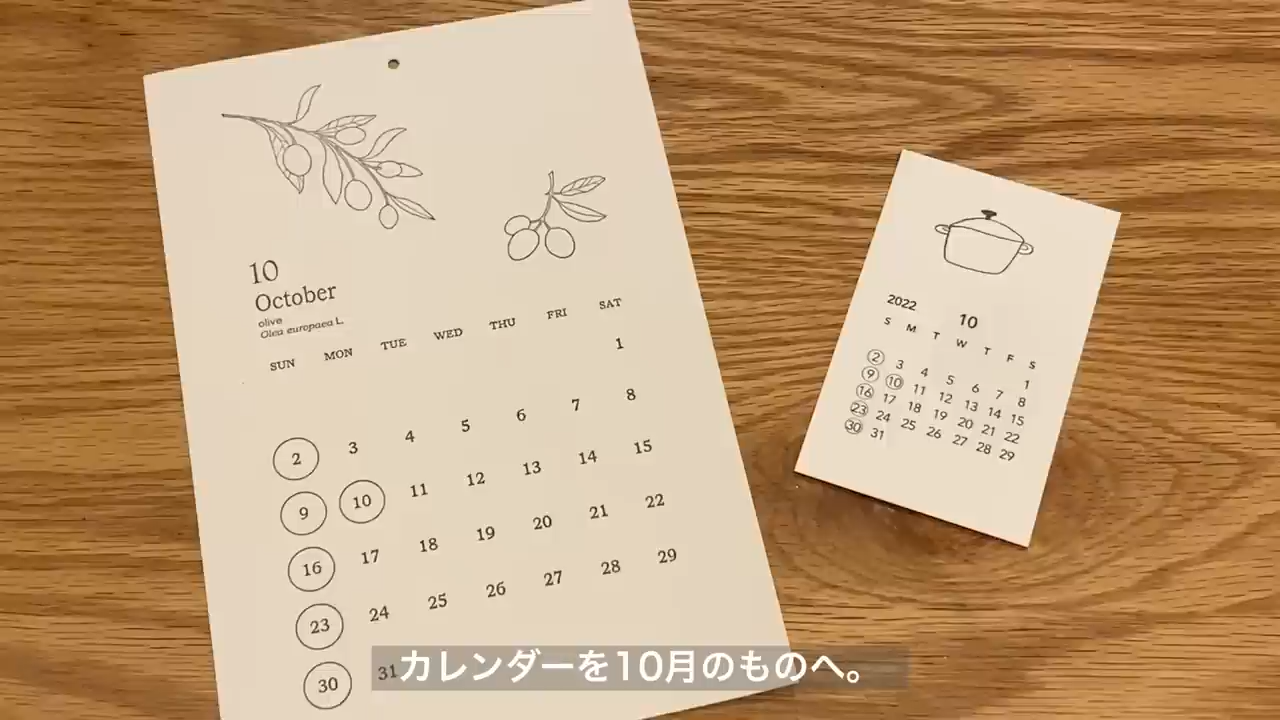 10
October
olive
Olea europaea L.
SUN MON TUE WED THU FRI SAT
1
2 3 4 5 6 7 8
9 10 11 12 13 14 15
16 17 18 19 20 21 22
23 24 25 26 27 28 29
30 31
2022 10
S M T W T F S
1
2 3 4 5 6 7 8
9 10 11 12 13 14 15
16 17 18 19 20 21 22
23 24 25 26 27 28 29
30 31
カレンダーを10月のものへ。